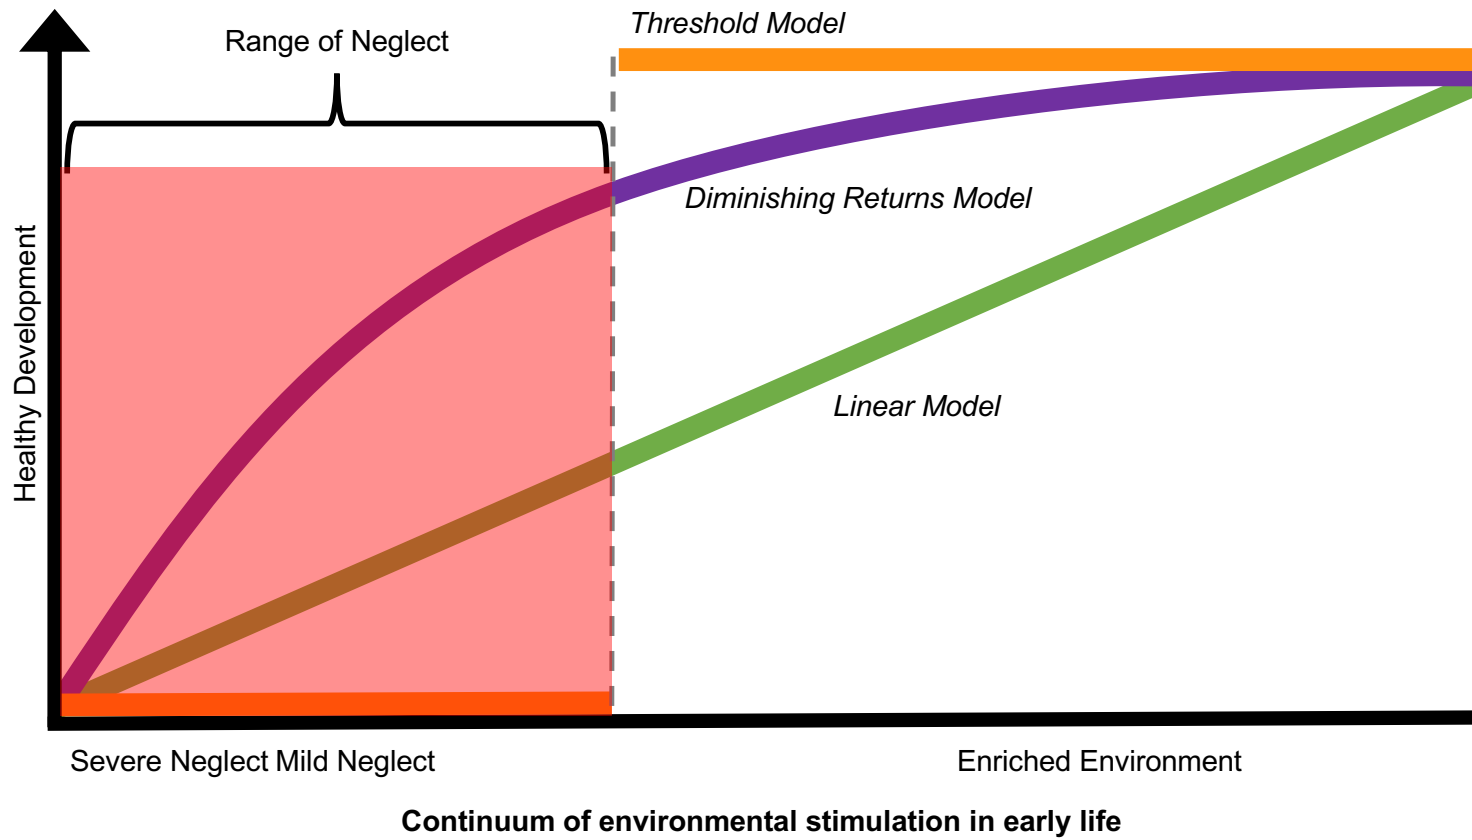 Threshold Model
Range of Neglect
Diminishing Returns Model
Healthy Development
Linear Model
Severe Neglect Mild Neglect
Enriched Environment
Continuum of environmental stimulation in early life